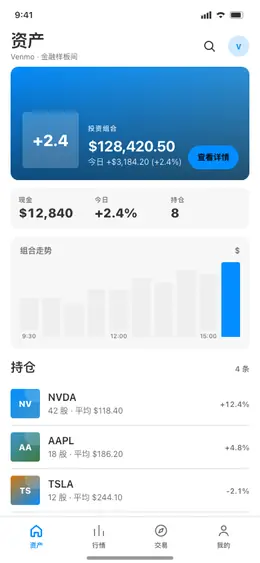 9:41
资产
Venmo · 金融样板间
V
+2.4
投资组合
$128,420.50
今日 +$3,184.20 (+2.4%)
查看详情
现金
$12,840
今日
+2.4%
持仓
8
组合走势
$
9:30
12:00
15:00
持仓
4 条
NV
NVDA
42 股 · 平均 $118.40
+12.4%
AA
AAPL
18 股 · 平均 $186.20
+4.8%
TS
TSLA
12 股 · 平均 $244.10
-2.1%
资产
行情
交易
我的